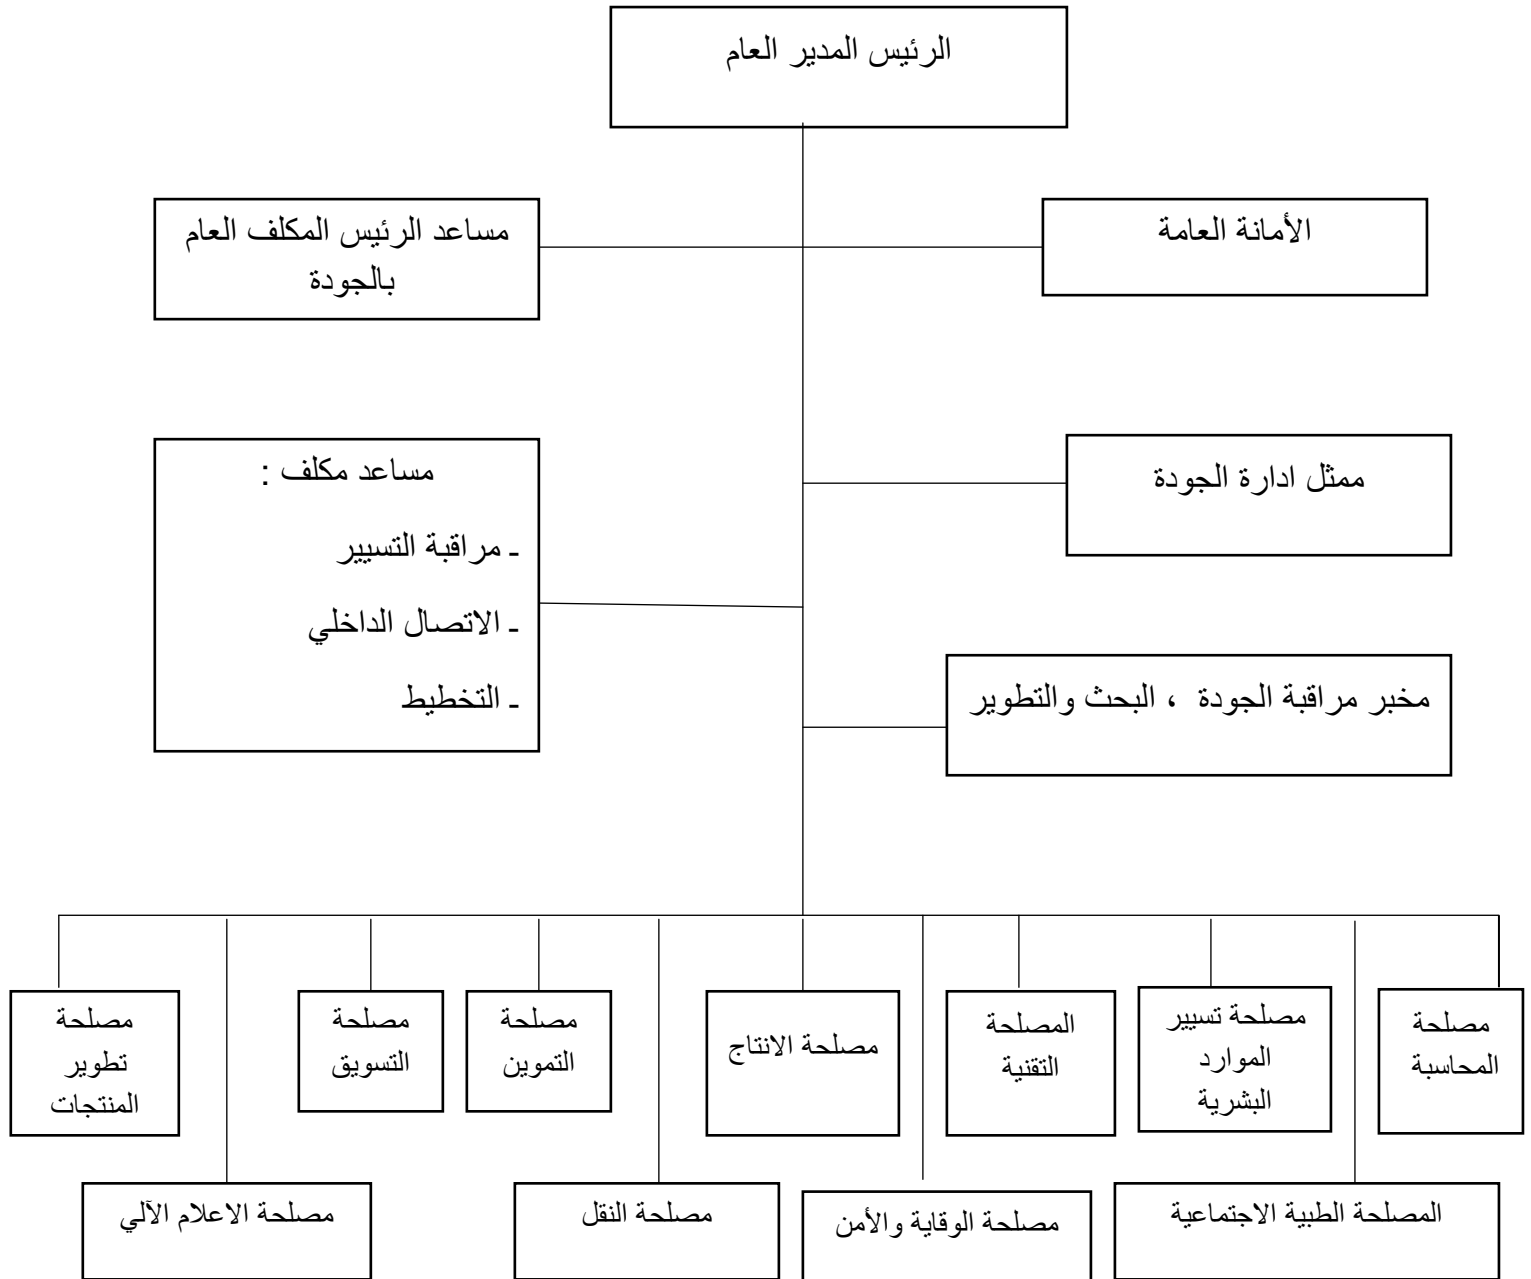 الرئيس المدير العام
الأمانة العامة
مساعد الرئيس المكلف العام
بالجودة
ممثل ادارة الجودة
مساعد مكلف :
ـ مراقبة التسيير
ـ الاتصال الداخلي
ـ التخطيط
مخبر مراقبة الجودة ، البحث والتطوير
مصلحة
المحاسبة
مصلحة تسيير
الموارد
البشرية
المصلحة
التقنية
مصلحة الانتاج
مصلحة
التموين
مصلحة
التسويق
مصلحة
تطوير
المنتجات
المصلحة الطبية الاجتماعية
مصلحة الوقاية والأمن
مصلحة النقل
مصلحة الاعلام الآلي